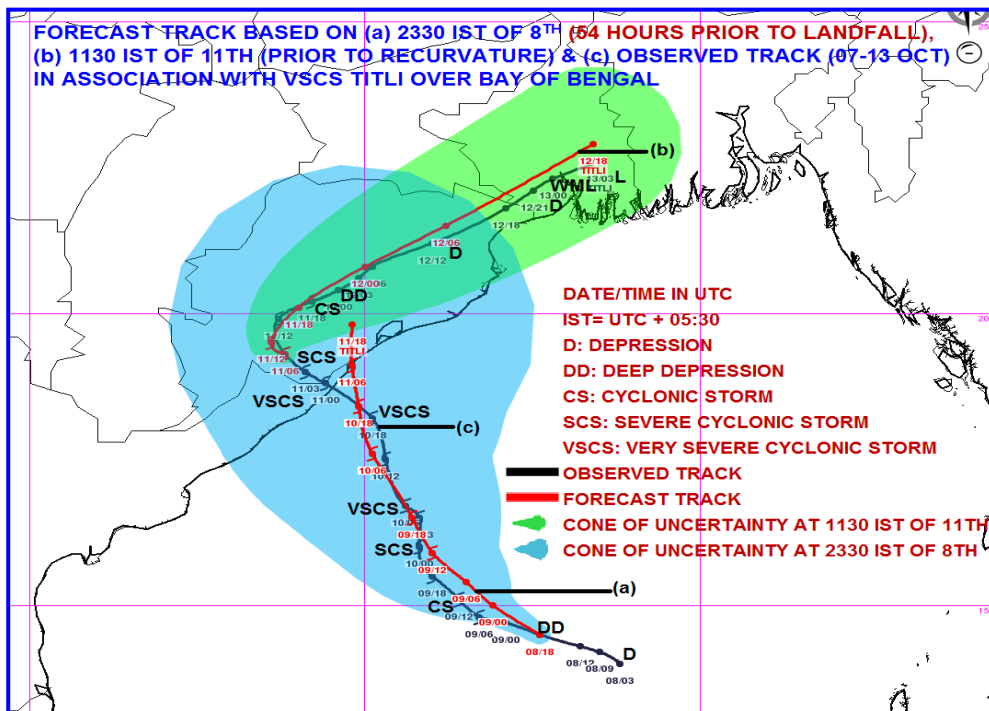 FORECAST TRACK BASED ON (a) 2330 IST OF 8TH (54 HOURS PRIOR TO LANDFALL),
(b) 1130 IST OF 11TH (PRIOR TO RECURVATURE) & (c) OBSERVED TRACK (07-13 OCT)
IN ASSOCIATION WITH VSCS TITLI OVER BAY OF BENGAL
25
(b)
12/18
TITLI
13/03
L
TITLI
WML
13/00
12/21
D
12/18
12/06
12/12
D
12/00
DD
CS
11/18
11/18
11/12
11/12
11/06
SCS
11/18
TITLI
11/06
11/03
11/00
VSCS
VSCS
10/18
10/18
(c)
10/12
10/06
VSCS
09/18
SCS
10/00
09/12
09/18
09/06
(a)
CS
09/12
09/00
09/06
09/00
DD
08/18
08/12
08/09
08/03
D
DATE/TIME IN UTC
IST= UTC + 05:30
D: DEPRESSION
DD: DEEP DEPRESSION
CS: CYCLONIC STORM
SCS: SEVERE CYCLONIC STORM
VSCS: VERY SEVERE CYCLONIC STORM
OBSERVED TRACK
FORECAST TRACK
CONE OF UNCERTAINTY AT 1130 IST OF 11TH
CONE OF UNCERTAINTY AT 2330 IST OF 8TH
20
15